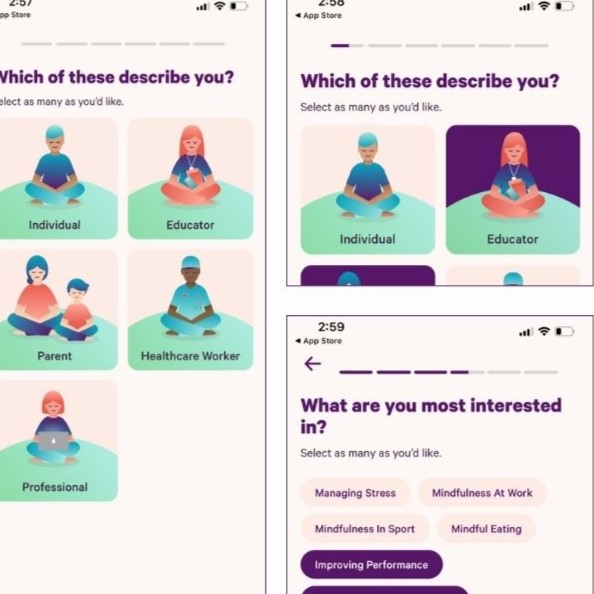 2:57
App Store
Which of these describe you?
Select as many as you'd like.
Individual
Educator
Parent
Healthcare Worker
Professional
2:58
App Store
Which of these describe you?
Select as many as you'd like.
Individual
Educator
2:59
App Store
What are you most interested
in?
Select as many as you'd like.
Managing Stress
Mindfulness At Work
Mindfulness In Sport
Mindful Eating
Improving Performance